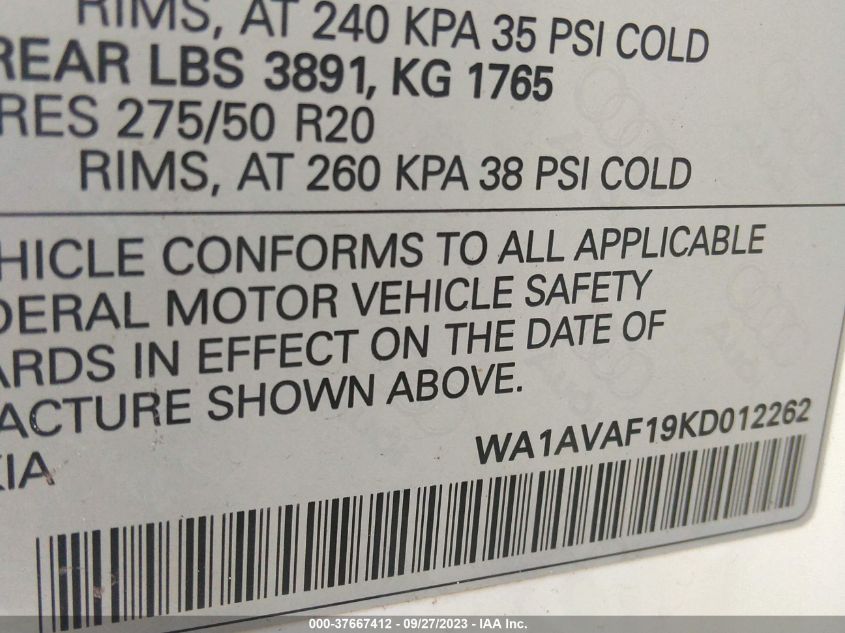 RIMS, AT 240 KPA 35 PSI COLD
REAR LBS 3891, KG 1765
RES 275/50 R20
RIMS, AT 260 KPA 38 PSI COLD
HICLE CONFORMS TO ALL APPLICABLE
DERAL MOTOR VEHICLE SAFETY
ARDS IN EFFECT ON THE DATE OF
ACTURE SHOWN ABOVE.
WA1AVAF19KD012262
KIA
000-37667412 - 09/27/2023 - IAA Inc.